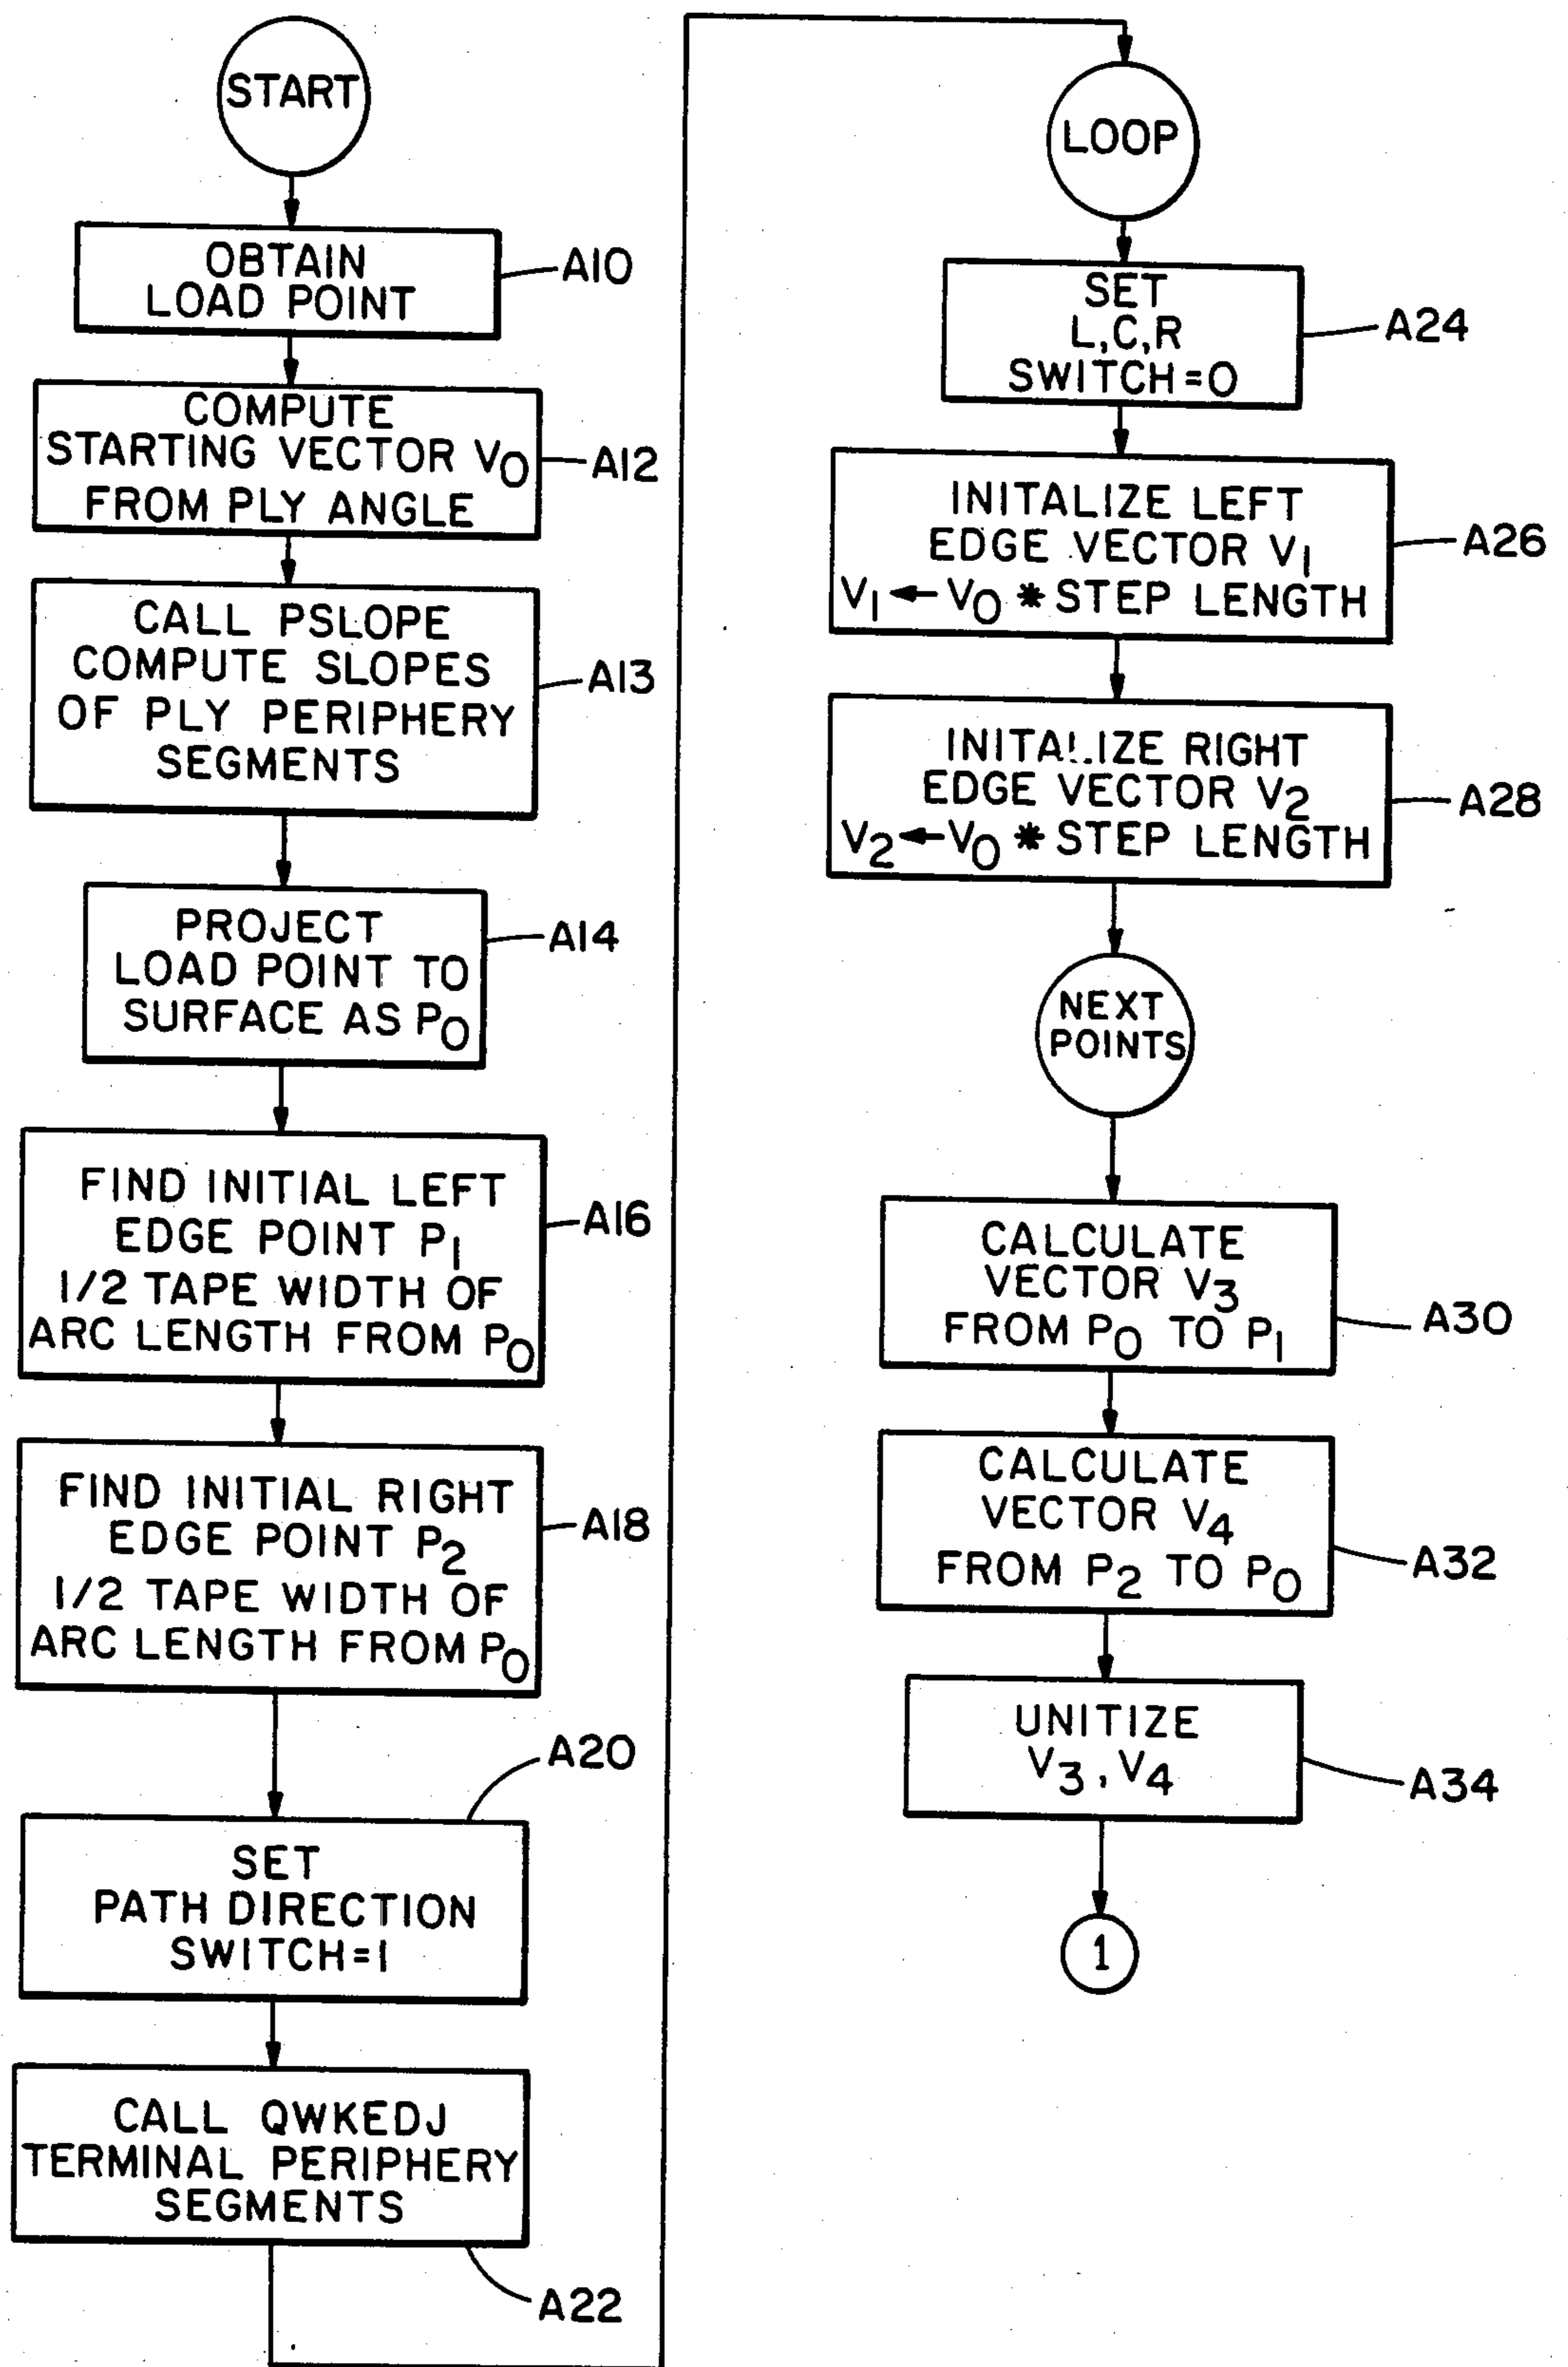 START
OBTAIN
LOAD POINT
A10
COMPUTE
STARTING VECTOR V0
FROM PLY ANGLE
A12
CALL PSLOPE
COMPUTE SLOPES
OF PLY PERIPHERY
SEGMENTS
A13
PROJECT
LOAD POINT TO
SURFACE AS P0
A14
FIND INITIAL LEFT
EDGE POINT P1
1/2 TAPE WIDTH OF
ARC LENGTH FROM P0
A16
FIND INITIAL RIGHT
EDGE POINT P2
1/2 TAPE WIDTH OF
ARC LENGTH FROM P0
A18
SET
PATH DIRECTION
SWITCH=1
A20
CALL QWKEDJ
TERMINAL PERIPHERY
SEGMENTS
A22
LOOP
SET
L,C,R
SWITCH=0
A24
INITALIZE LEFT
EDGE VECTOR V1
V1 ← V0 * STEP LENGTH
A26
INITALIZE RIGHT
EDGE VECTOR V2
V2 ← V0 * STEP LENGTH
A28
NEXT
POINTS
CALCULATE
VECTOR V3
FROM P0 TO P1
A30
CALCULATE
VECTOR V4
FROM P2 TO P0
A32
UNITIZE
V3, V4
A34
1